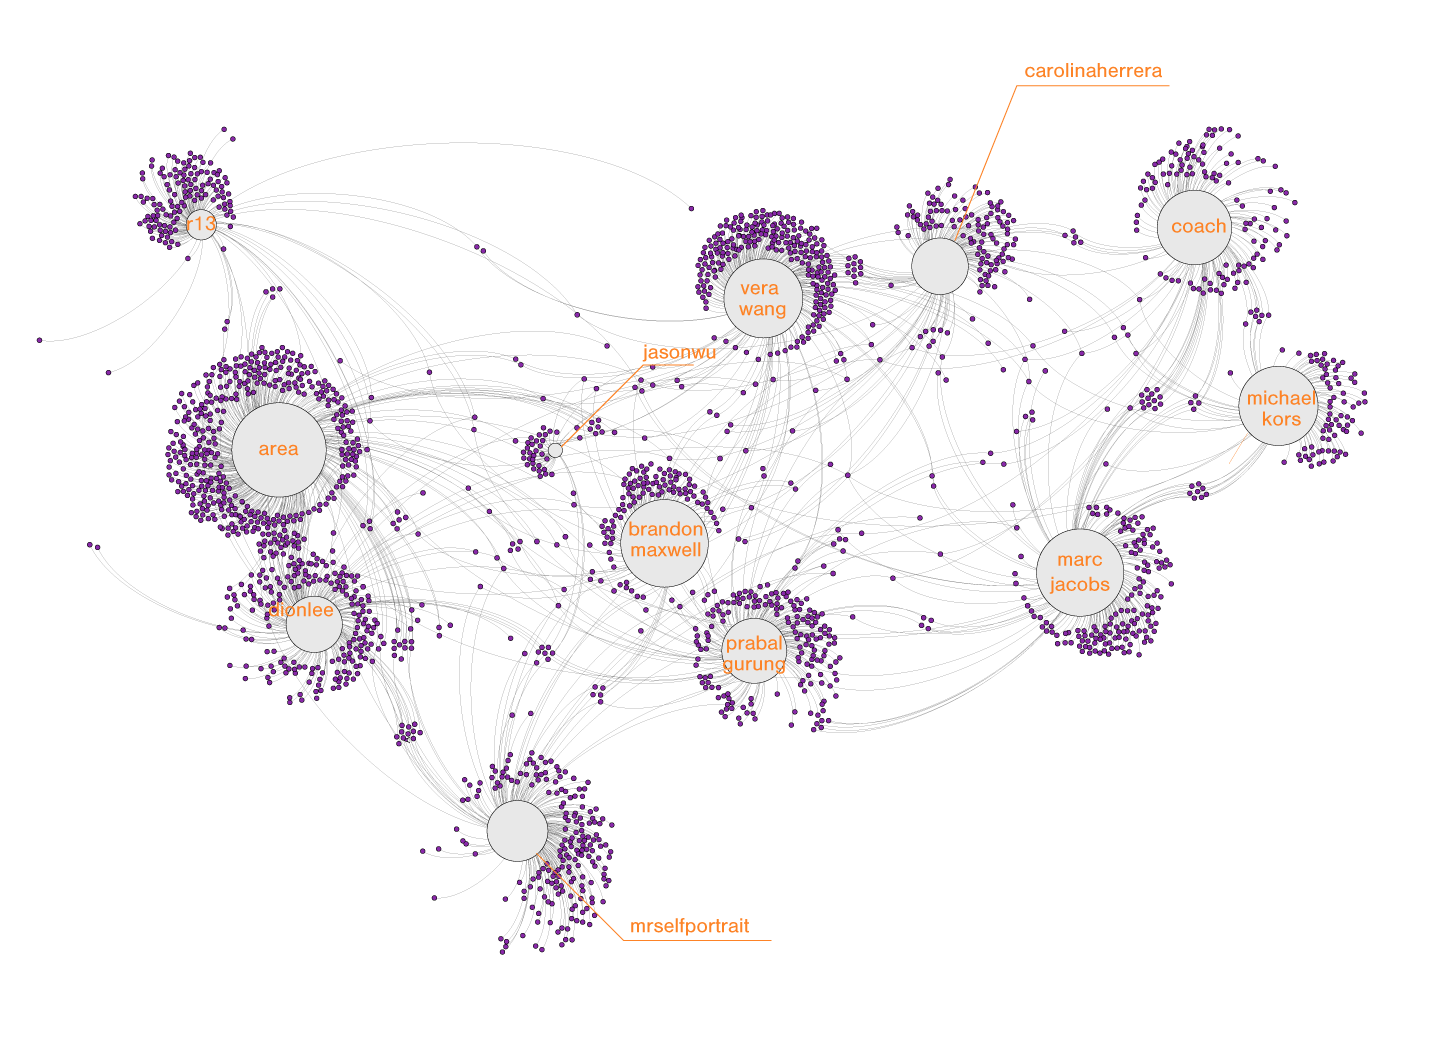 carolinaherrera
r13
coach
vera
wang
jasonwu
michael
kors
area
brandon
maxwell
marc
jacobs
dionlee
prabal
gurung
mrselfportrait